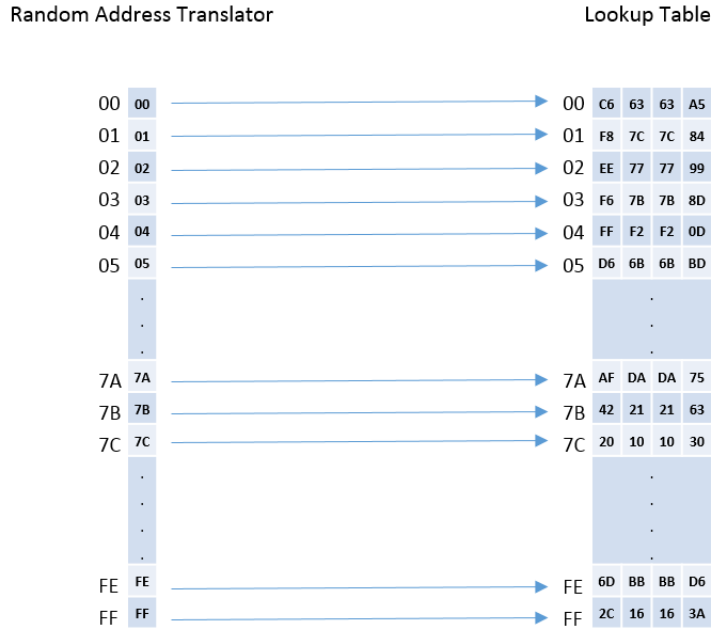 Random Address Translator Lookup Table
00 00 00 C6 63 63 A5
01 01 01 F8 7C 7C 84
02 02 02 EE 77 77 99
03 03 03 F6 7B 7B 8D
04 04 04 FF F2 F2 0D
05 05 05 D6 6B 6B BD
. .
. .
. .
7A 7A 7A AF DA DA 75
7B 7B 7B 42 21 21 63
7C 7C 7C 20 10 10 30
. .
. .
. .
. .
FE FE FE 6D BB BB D6
FF FF FF 2C 16 16 3A